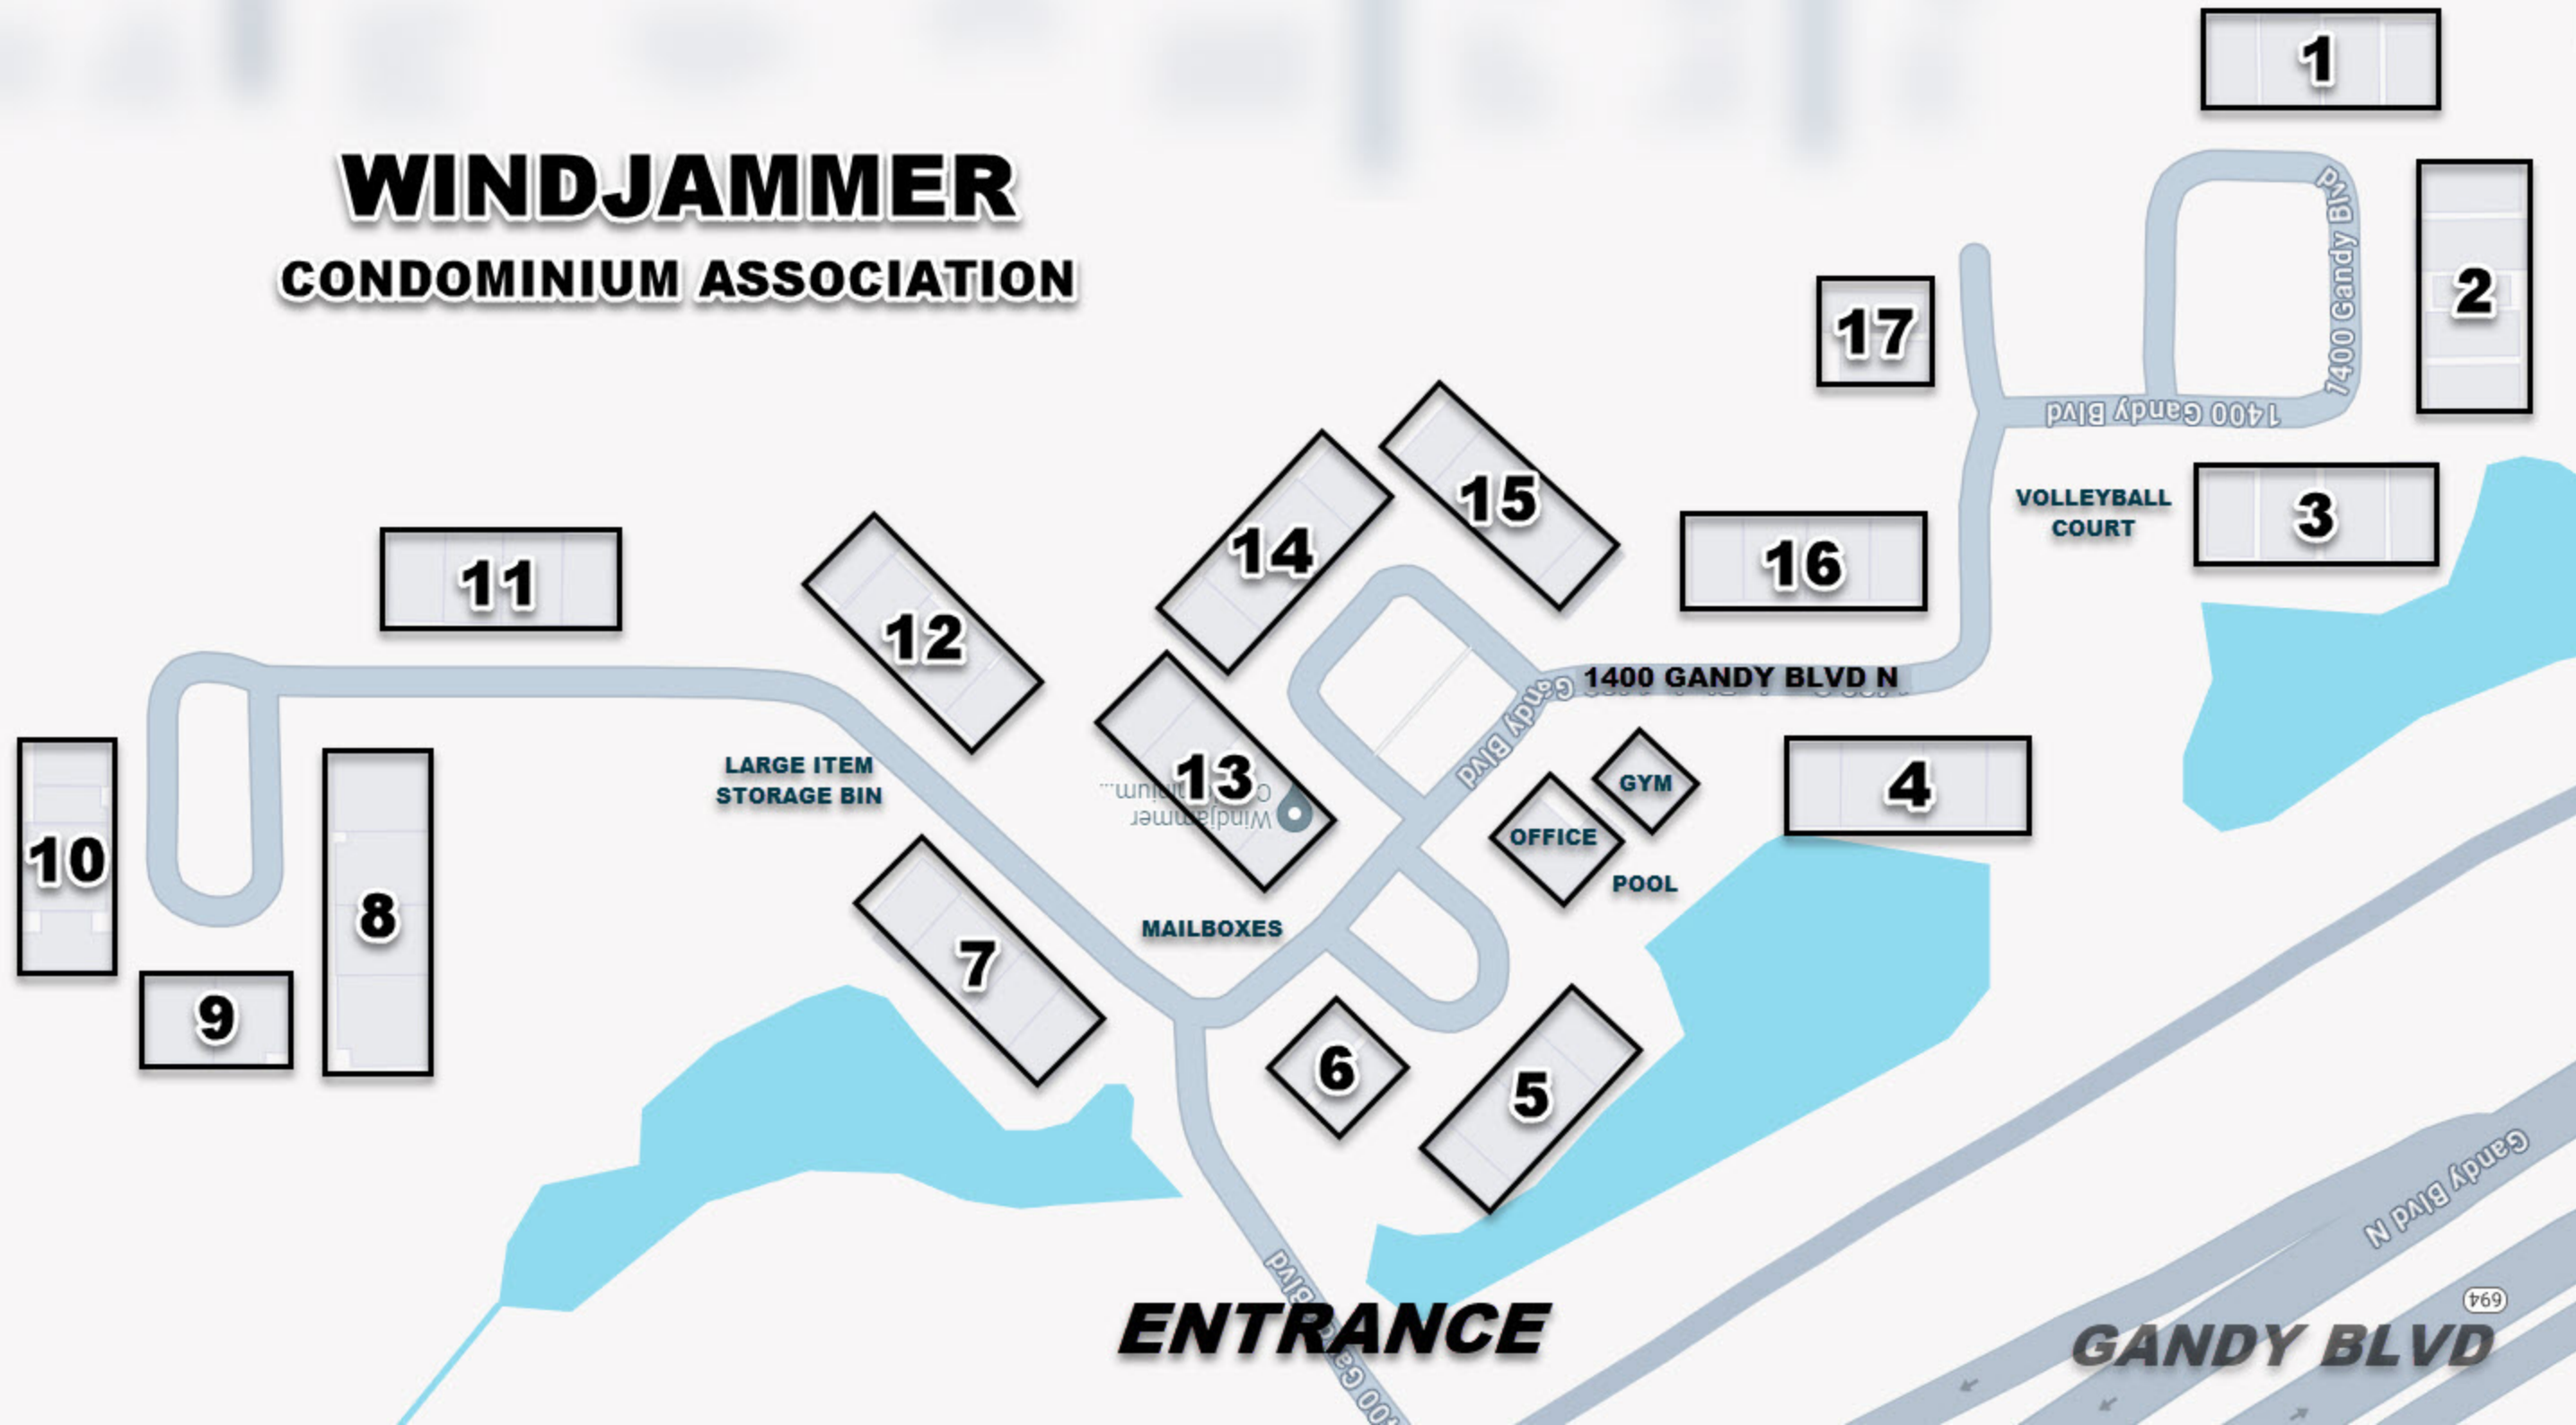 WINDJAMMER
CONDOMINIUM ASSOCIATION
1
2
7400 Gandy Blvd
17
1400 Gandy Blvd
VOLLEYBALL
COURT
3
15
14
16
11
12
1400 GANDY BLVD N
Gandy Blvd
LARGE ITEM
STORAGE BIN
13
Windjammer
GYM
OFFICE
4
POOL
10
8
7
MAILBOXES
9
6
5
Gandy Blvd N
ENTRANCE
694
GANDY BLVD